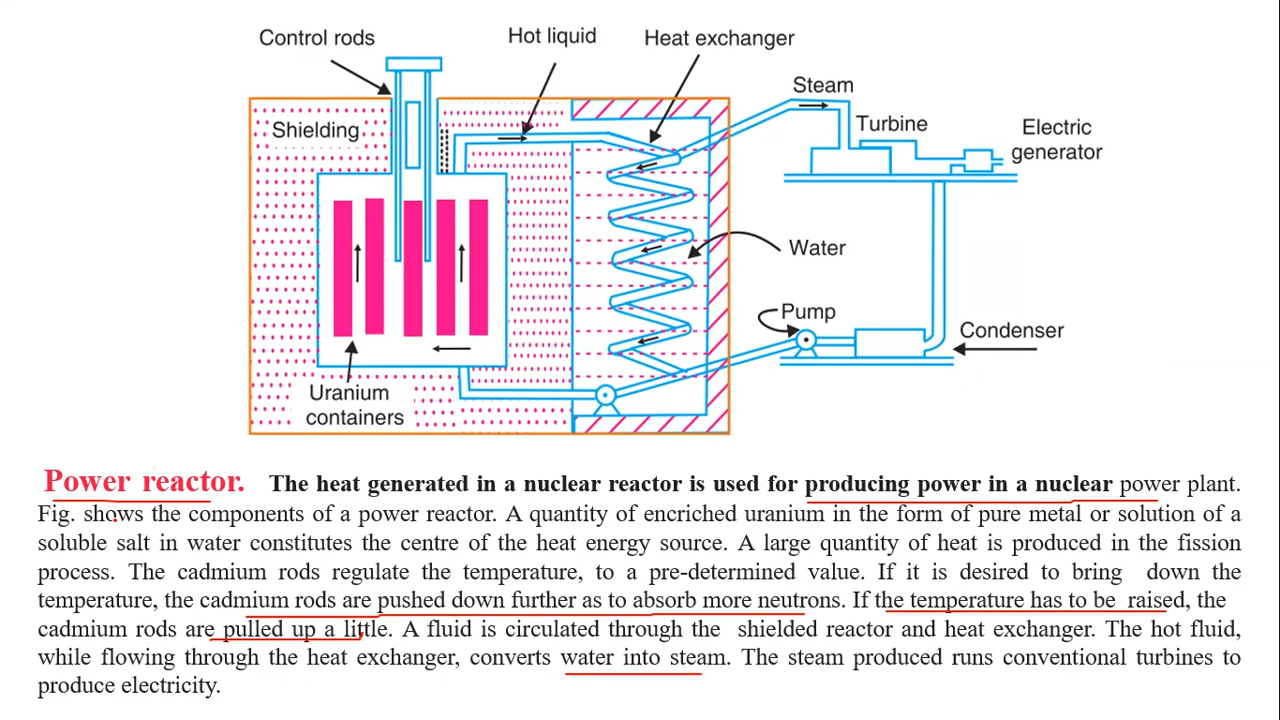 Control rods
Hot liquid
Heat exchanger
Steam
Shielding
Turbine
Electric
generator
Water
Pump
Condenser
Uranium
containers
Power reactor. The heat generated in a nuclear reactor is used for producing power in a nuclear power plant.
Fig. shows the components of a power reactor. A quantity of encriched uranium in the form of pure metal or solution of a
soluble salt in water constitutes the centre of the heat energy source. A large quantity of heat is produced in the fission
process. The cadmium rods regulate the temperature, to a pre-determined value. If it is desired to bring down the
temperature, the cadmium rods are pushed down further as to absorb more neutrons. If the temperature has to be raised, the
cadmium rods are pulled up a little. A fluid is circulated through the shielded reactor and heat exchanger. The hot fluid,
while flowing through the heat exchanger, converts water into steam. The steam produced runs conventional turbines to
produce electricity.